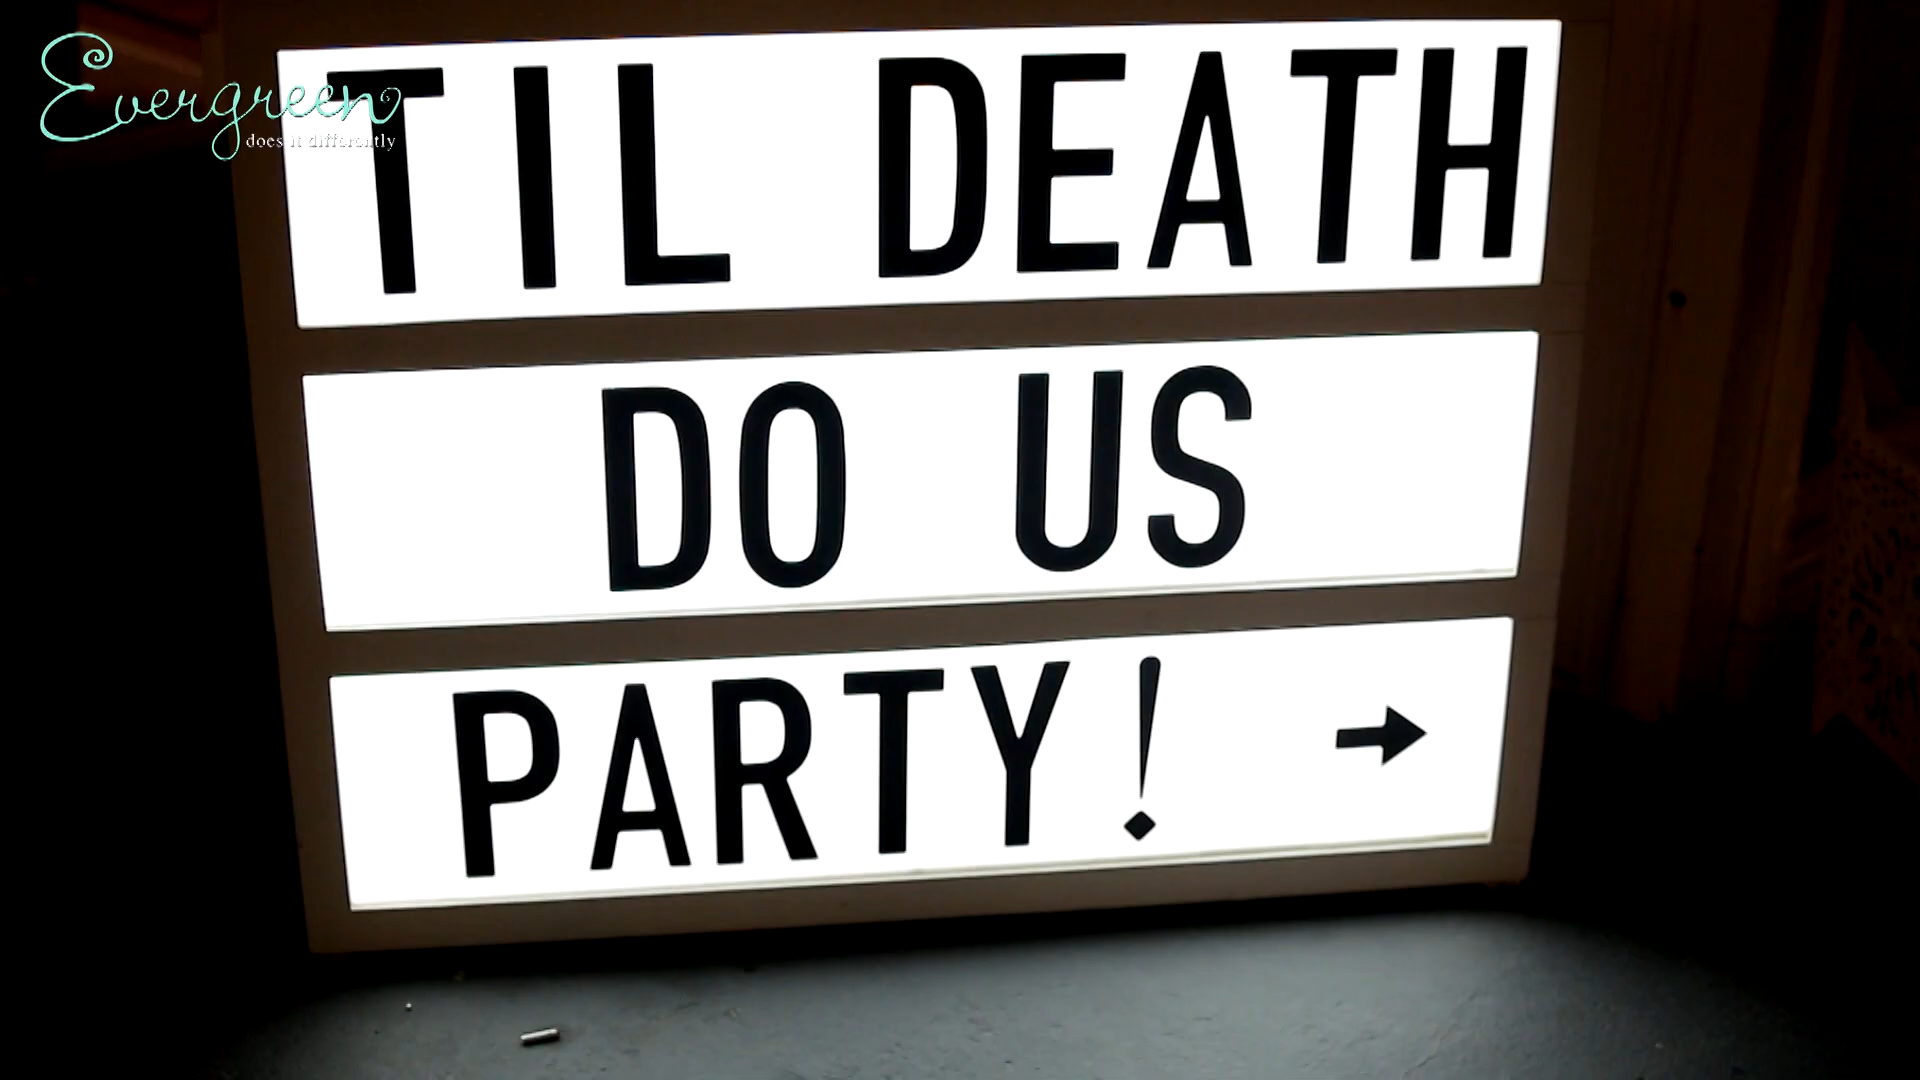 Evergreen
does it differently
TIL DEATH
DO US
PARTY! →